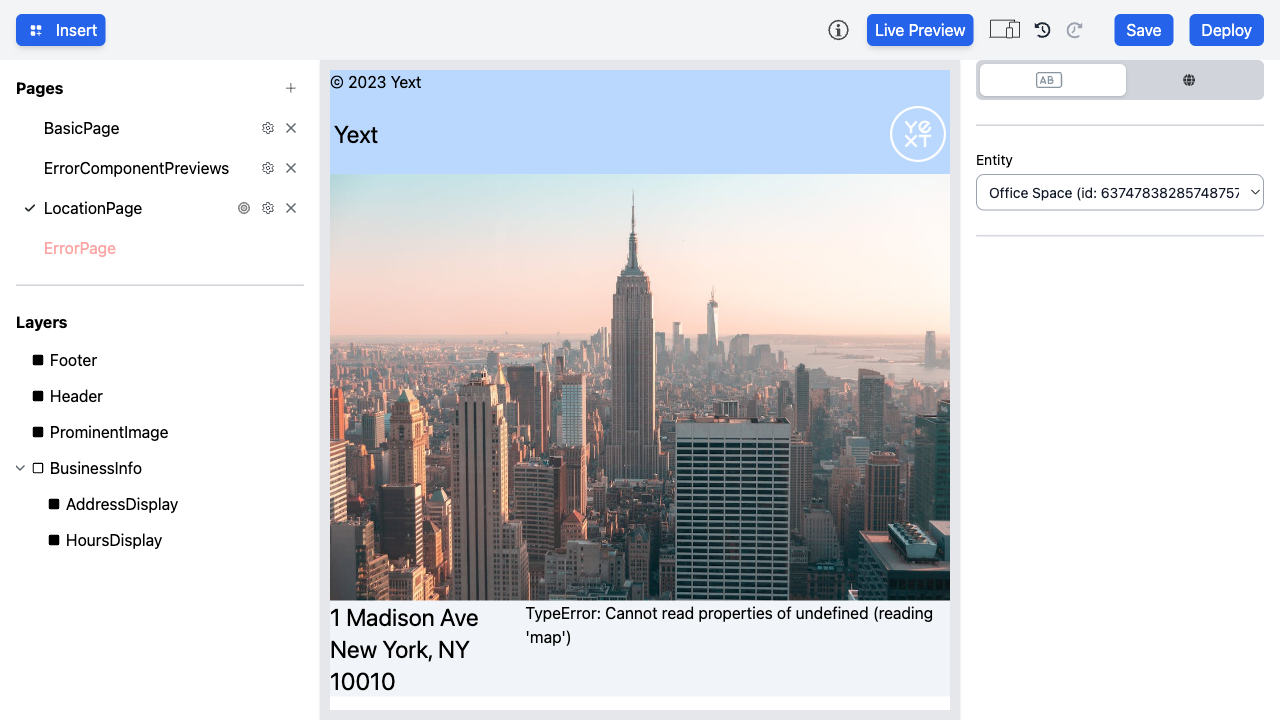 Insert
Live Preview
Save
Deploy
Pages
BasicPage
ErrorComponentPreviews
LocationPage
ErrorPage
Layers
Footer
Header
ProminentImage
BusinessInfo
AddressDisplay
HoursDisplay
© 2023 Yext
Yext
YEXT
1 Madison Ave
New York, NY
10010
TypeError: Cannot read properties of undefined (reading
'map')
AB
Entity
Office Space (id: 63747838285748757